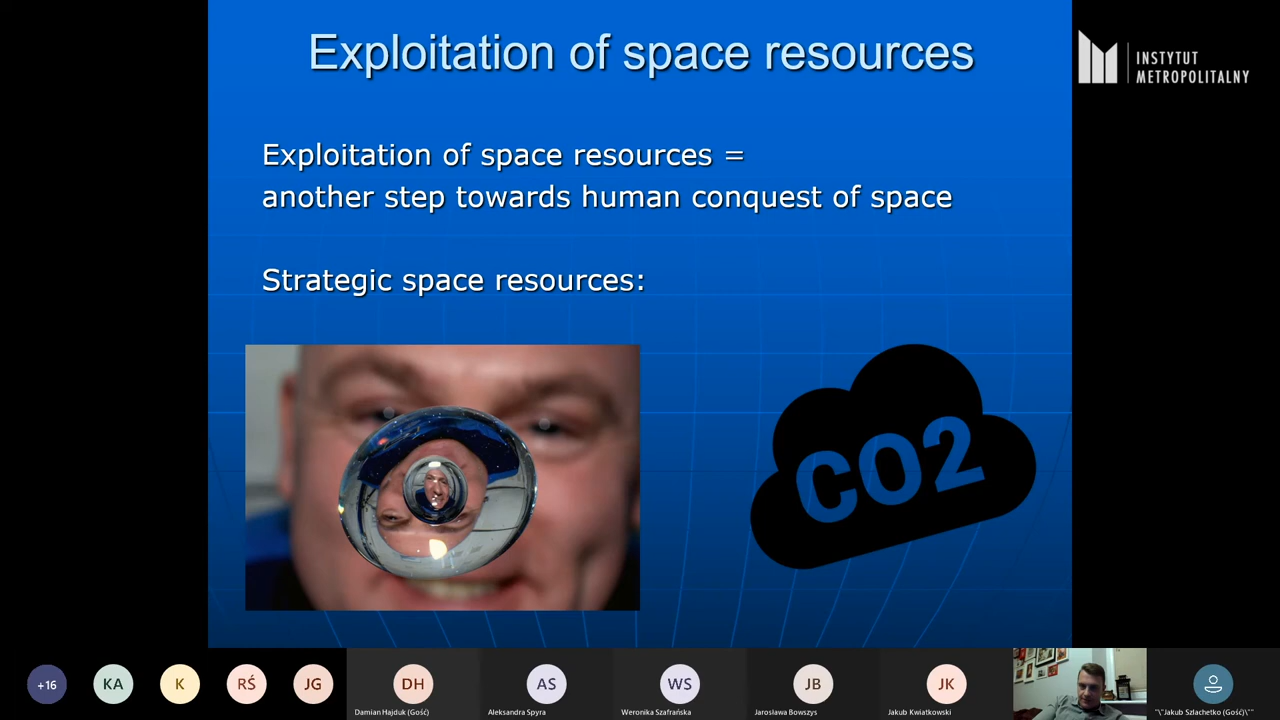 Exploitation of space resources
INSTYTUT
METROPOLITALNY
Exploitation of space resources =
another step towards human conquest of space
Strategic space resources:
CO2
+16
KA
K
RŚ
JG
DH
AS
WS
JB
JK
Damian Hajduk (Gość)
Aleksandra Spyra
Weronika Szafrańska
Jarosława Bowszys
Jakub Kwiatkowski
"\"Jakub Szlachetko (Gość)\""